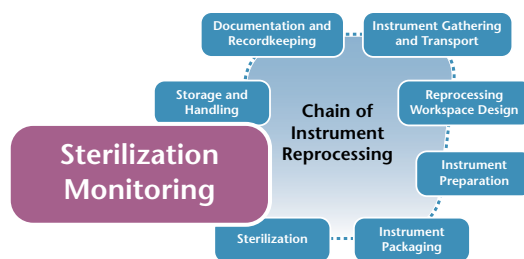 Documentation and
Recordkeeping
Instrument Gathering
and Transport
Storage and
Handling
Chain of
Instrument
Reprocessing
Reprocessing
Workspace Design
Sterilization
Monitoring
Instrument
Preparation
Sterilization
Instrument
Packaging